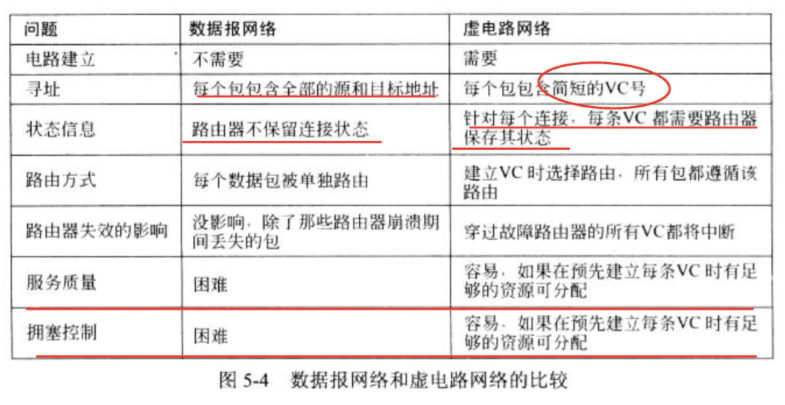 问题 数据报网络 虚电路网络
电路建立 不需要 需要
寻址 每个包包含全部的源和目标地址 每个包包含简短的VC号
状态信息 路由器不保留连接状态 针对每个连接，每条VC 都需要路由器
保存其状态
路由方式 每个数据包被单独路由 建立VC 时选择路由，所有包都遵循该
路由
路由器失效的影响 没影响，除了那些路由器崩溃期
间丢失的包 穿过故障路由器的所有VC都将中断
服务质量 困难 容易，如果在预先建立每条VC 时有足
够的资源可分配
拥塞控制 困难 容易，如果在预先建立每条VC 时有足
够的资源可分配
图 5-4 数据报网络和虚电路网络的比较